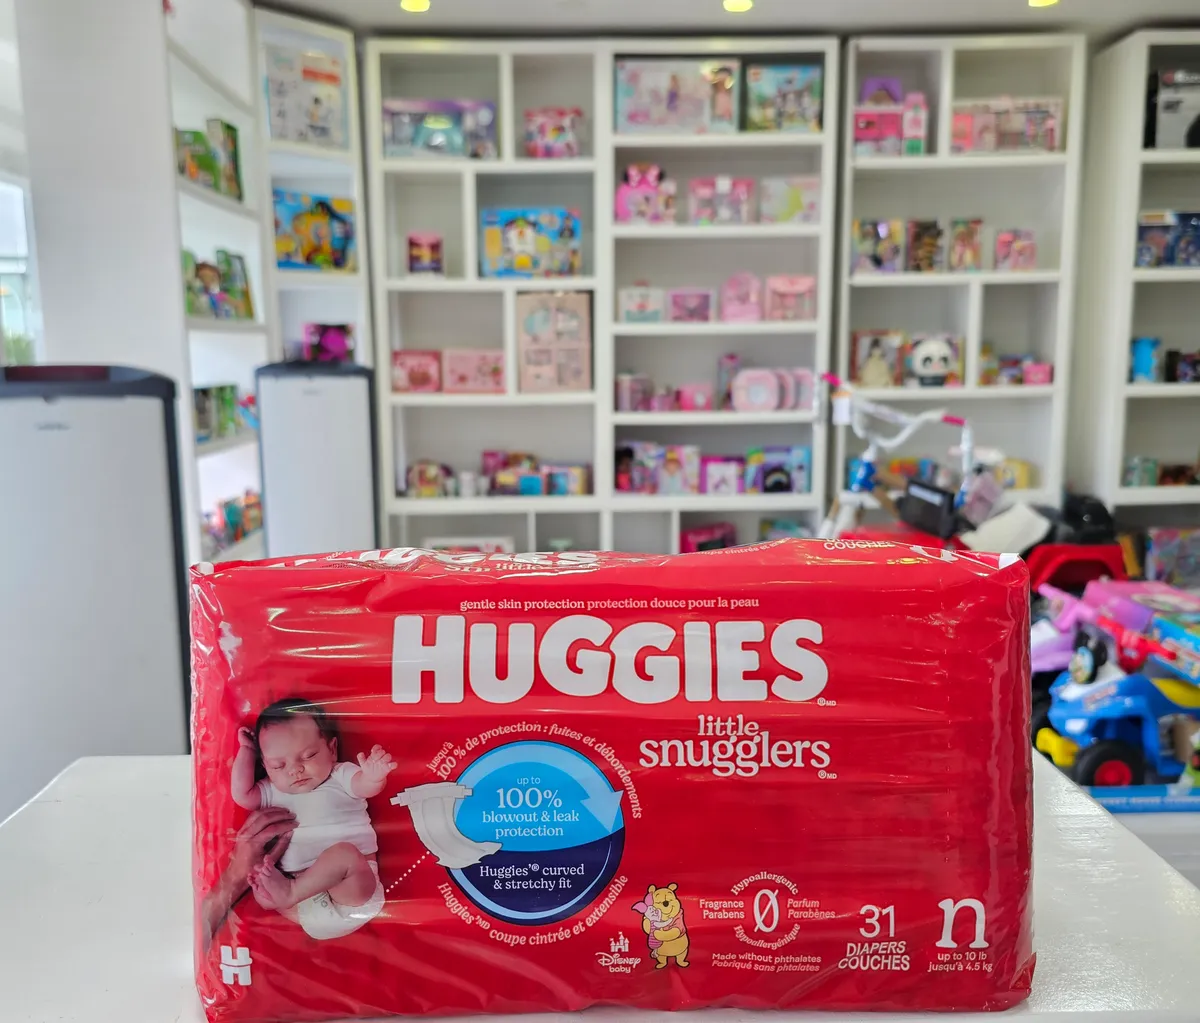 COUCHES
gentle skin protection protection douce pour la peau
HUGGIES
®MD
little
snugglers
®MD
jusqu'à
100 % de protection : fuites et débordements
up to
100%
blowout & leak
protection
Huggies'® curved
& stretchy fit
Huggies'MD coupe cintrée et extensible
H
Disney
baby
Fragrance
Parabens
Hypoallergenic
0
Hypoallergénique
Parfum
Parabènes
Made without phthalates
Fabriqué sans phtalates
31
DIAPERS
COUCHES
n
up to 10 lb
Jusqu'à 4.5 kg